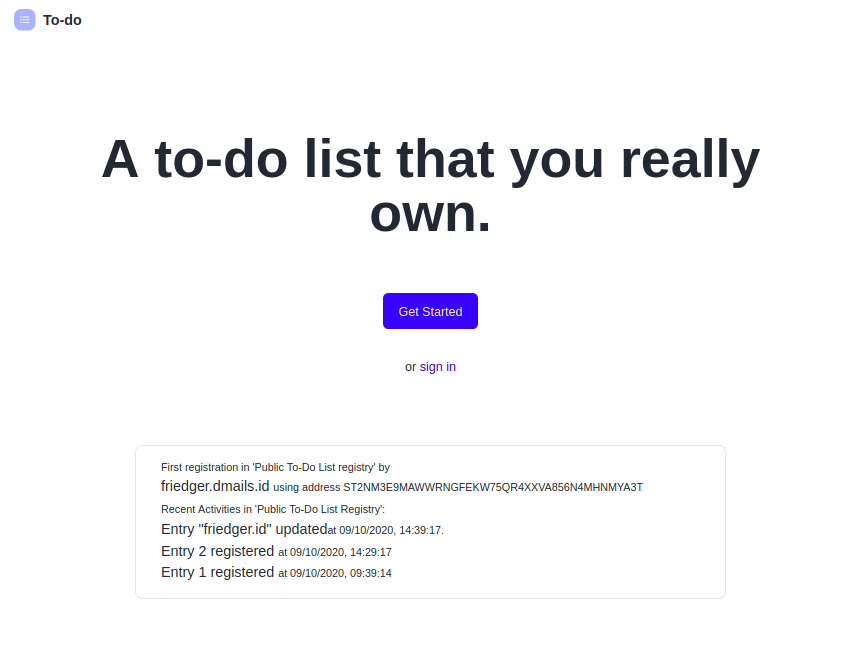 To-do
A to-do list that you really
own.
Get Started
or sign in
First registration in 'Public To-Do List registry' by
friedger.dmails.id using address ST2NM3E9MAWWRNGFEKW75QR4XXVA856N4MHNMYA3T
Recent Activities in 'Public To-Do List Registry':
Entry "friedger.id" updatedat 09/10/2020, 14:39:17.
Entry 2 registered at 09/10/2020, 14:29:17
Entry 1 registered at 09/10/2020, 09:39:14